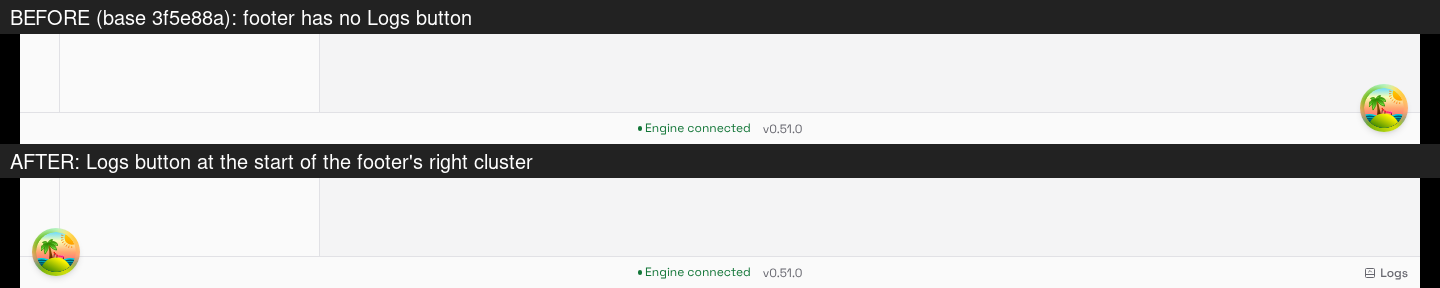 BEFORE (base 3f5e88a): footer has no Logs button
Engine connected v0.51.0
AFTER: Logs button at the start of the footer's right cluster
Engine connected v0.51.0 Logs